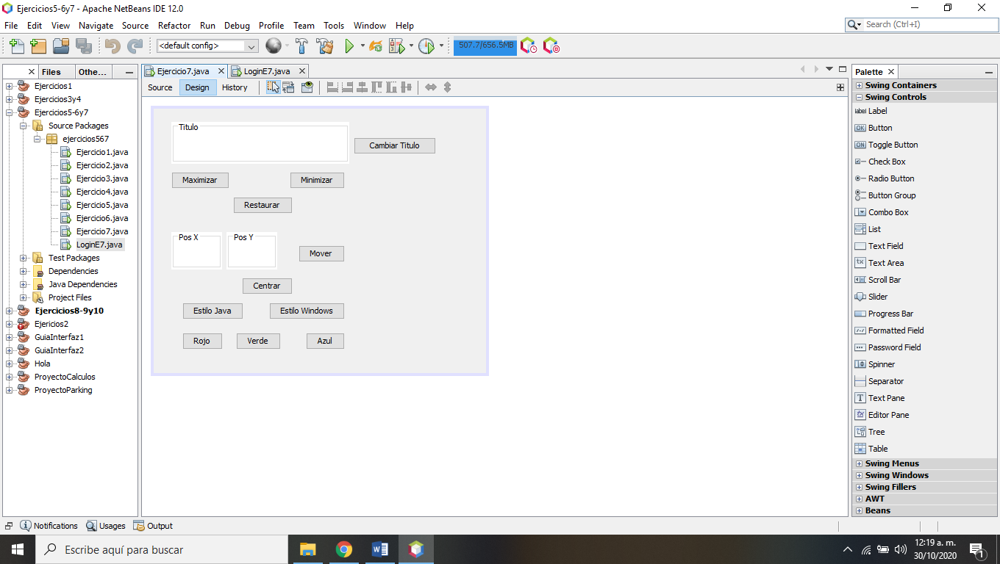 Ejercicios5-6y7 - Apache NetBeans IDE 12.0
File Edit View Navigate Source Refactor Run Debug Profile Team Tools Window Help
Search (Ctrl+I)
<default config>
507.7/656.5MB
Files Othe...
Ejercicios1
Ejercicios3y4
Ejercicios5-6y7
Source Packages
ejercicios567
Ejercicio1.java
Ejercicio2.java
Ejercicio3.java
Ejercicio4.java
Ejercicio5.java
Ejercicio6.java
Ejercicio7.java
LoginE7.java
Test Packages
Dependencies
Java Dependencies
Project Files
Ejercicios8-9y10
Ejericios2
GuiaInterfaz1
GuiaInterfaz2
Hola
ProyectoCalculos
ProyectoParking
Ejercicio7.java LoginE7.java
Source Design History
Titulo
Cambiar Titulo
Maximizar Minimizar
Restaurar
Pos X Pos Y
Mover
Centrar
Estilo Java Estilo Windows
Rojo Verde Azul
Palette
Swing Containers
Swing Controls
label Label
OK Button
ON Toggle Button
Check Box
Radio Button
Button Group
Combo Box
List
Text Field
Text Area
Scroll Bar
Slider
Progress Bar
Formatted Field
Password Field
Spinner
Separator
Text Pane
Editor Pane
Tree
Table
Swing Menus
Swing Windows
Swing Fillers
AWT
Beans
Notifications Usages Output
Escribe aquí para buscar
12:19 a. m.
30/10/2020
1